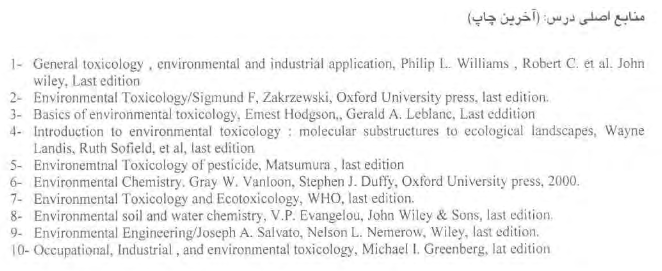 منابع اصلی درس: (آخرین چاپ)
1- General toxicology , environmental and industrial application, Philip L. Williams , Robert C. et al. John
wiley, Last edition
2- Environmental Toxicology/Sigmund F, Zakrzewski, Oxford University press, last edition.
3- Basics of environmental toxicology, Ernest Hodgson,, Gerald A. Leblanc, Last eddition
4- Introduction to environmental toxicology : molecular substructures to ecological landscapes, Wayne
Landis, Ruth Sofield, et al, last edition
5- Environemtnal Toxicology of pesticide, Matsumura , last edition
6- Environmental Chemistry. Gray W. Vanloon, Stephen J. Duffy, Oxford University press, 2000.
7- Environmental Toxicology and Ecotoxicology, WHO, last edition.
8- Environmental soil and water chemistry, V.P. Evangelou, John Wiley & Sons, last edition.
9- Environmental Engineering/Joseph A. Salvato, Nelson L. Nemerow, Wiley, last edition.
10- Occupational, Industrial , and environmental toxicology, Michael I. Greenberg, lat edition